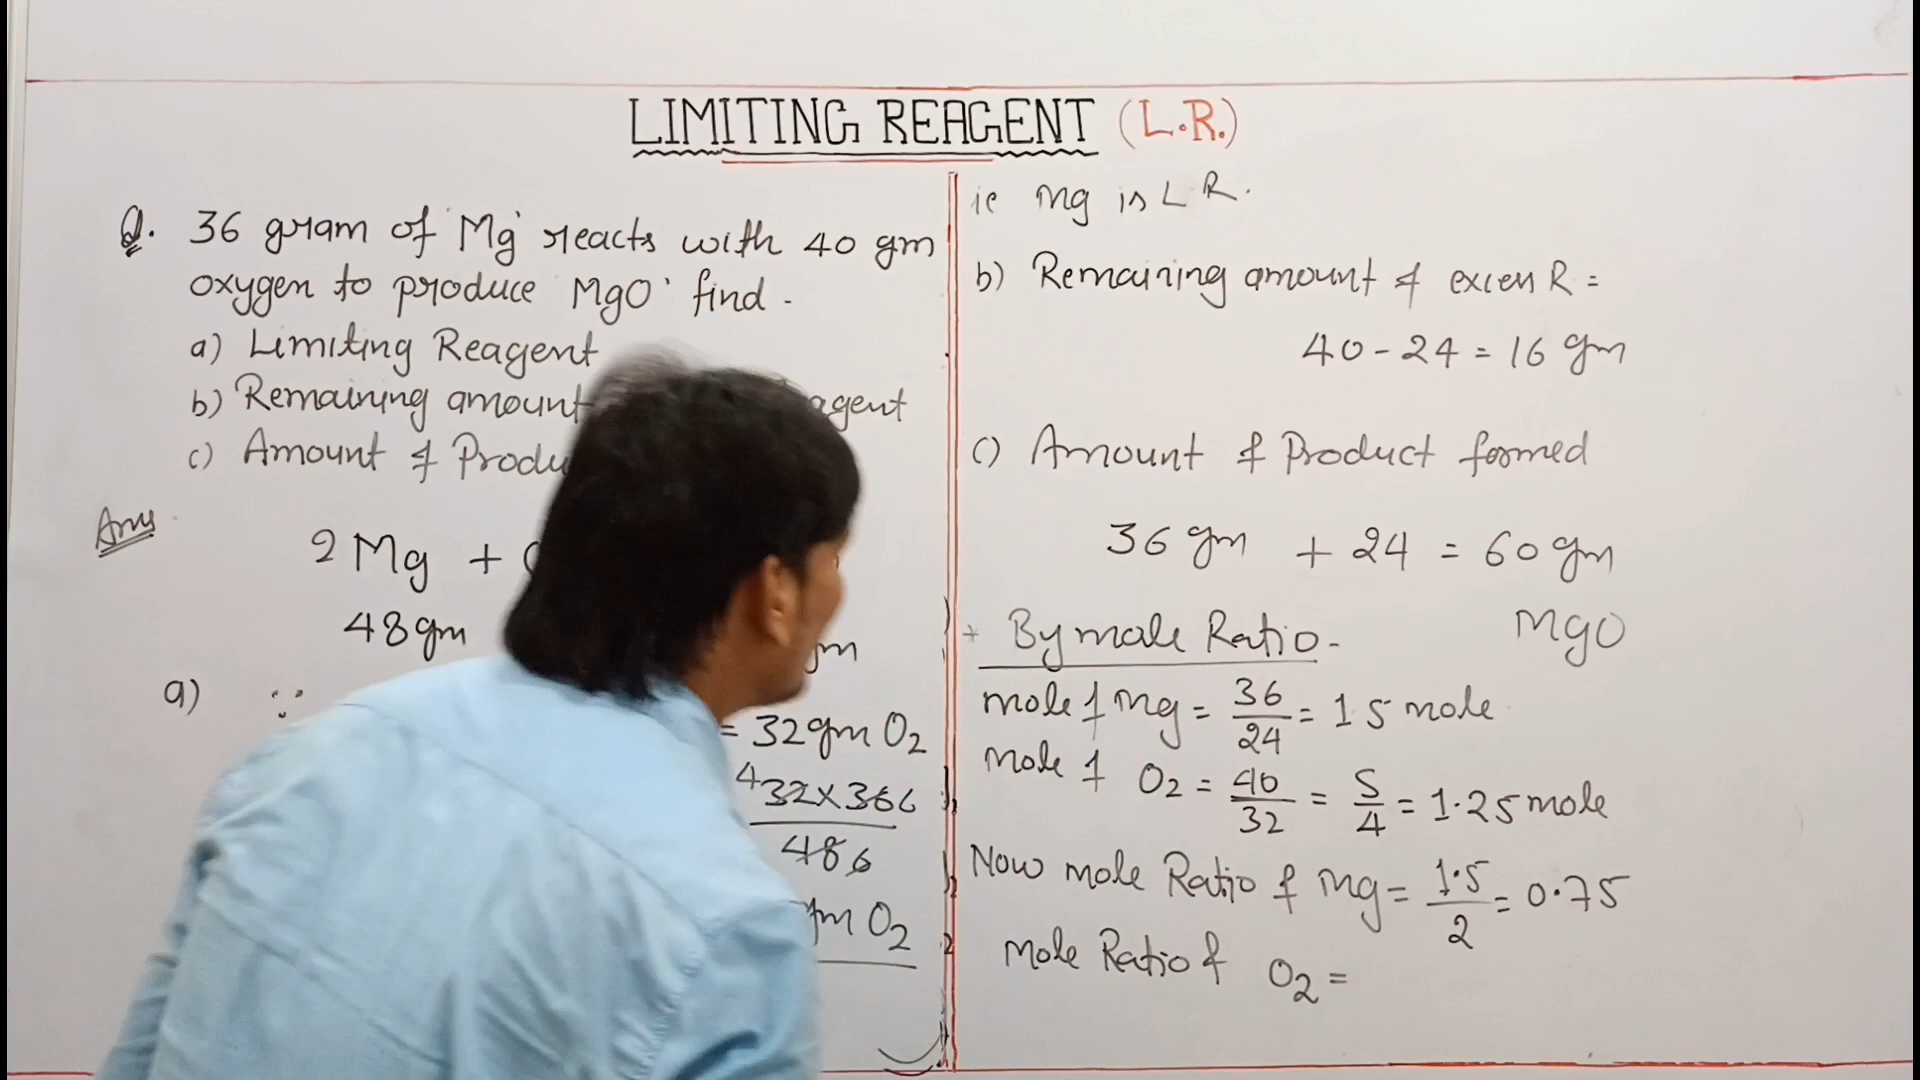 LIMITING REAGENT (L.R.)
Q. 36 gram of Mg reacts with 40 gm
oxygen to produce MgO find -
a) Limiting Reagent
b) Remaining amount
c) Amount of
Ans
2 Mg +
48gm
a) ∵
= 32gm O2
32x36
48
gm O2
ie Mg is L R.
b) Remaining amount of excess R =
40 - 24 = 16 gm
c) Amount of Product formed
36 gm + 24 = 60 gm
MgO
+ By mole Ratio -
mole of Mg = 36/24 = 1 5 mole
mole of O2 = 40/32 = 5/4 = 1.25 mole
Now mole Ratio of Mg = 1.5/2 = 0.75
Mole Ratio of O2 =